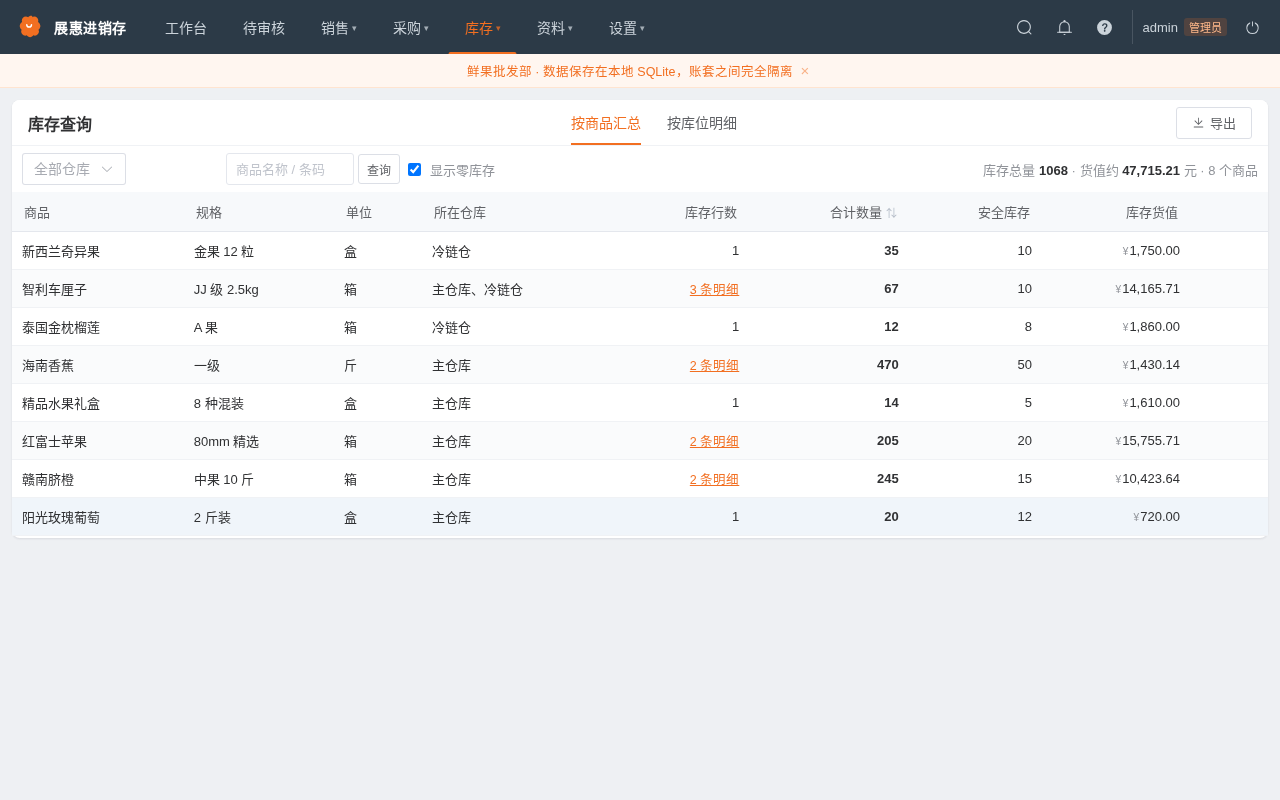 展惠进销存 工作台 待审核 销售 ▾ 采购 ▾ 库存 ▾ 资料 ▾ 设置 ▾ ? admin 管理员
鲜果批发部 · 数据保存在本地 SQLite，账套之间完全隔离 ×
库存查询 按商品汇总 按库位明细 导出
全部仓库 商品名称 / 条码 查询 显示零库存 库存总量 1068 · 货值约 47,715.21 元 · 8 个商品
商品 规格 单位 所在仓库 库存行数 合计数量 安全库存 库存货值
新西兰奇异果 金果 12 粒 盒 冷链仓 1 35 10 ¥1,750.00
智利车厘子 JJ 级 2.5kg 箱 主仓库、冷链仓 3 条明细 67 10 ¥14,165.71
泰国金枕榴莲 A 果 箱 冷链仓 1 12 8 ¥1,860.00
海南香蕉 一级 斤 主仓库 2 条明细 470 50 ¥1,430.14
精品水果礼盒 8 种混装 盒 主仓库 1 14 5 ¥1,610.00
红富士苹果 80mm 精选 箱 主仓库 2 条明细 205 20 ¥15,755.71
赣南脐橙 中果 10 斤 箱 主仓库 2 条明细 245 15 ¥10,423.64
阳光玫瑰葡萄 2 斤装 盒 主仓库 1 20 12 ¥720.00